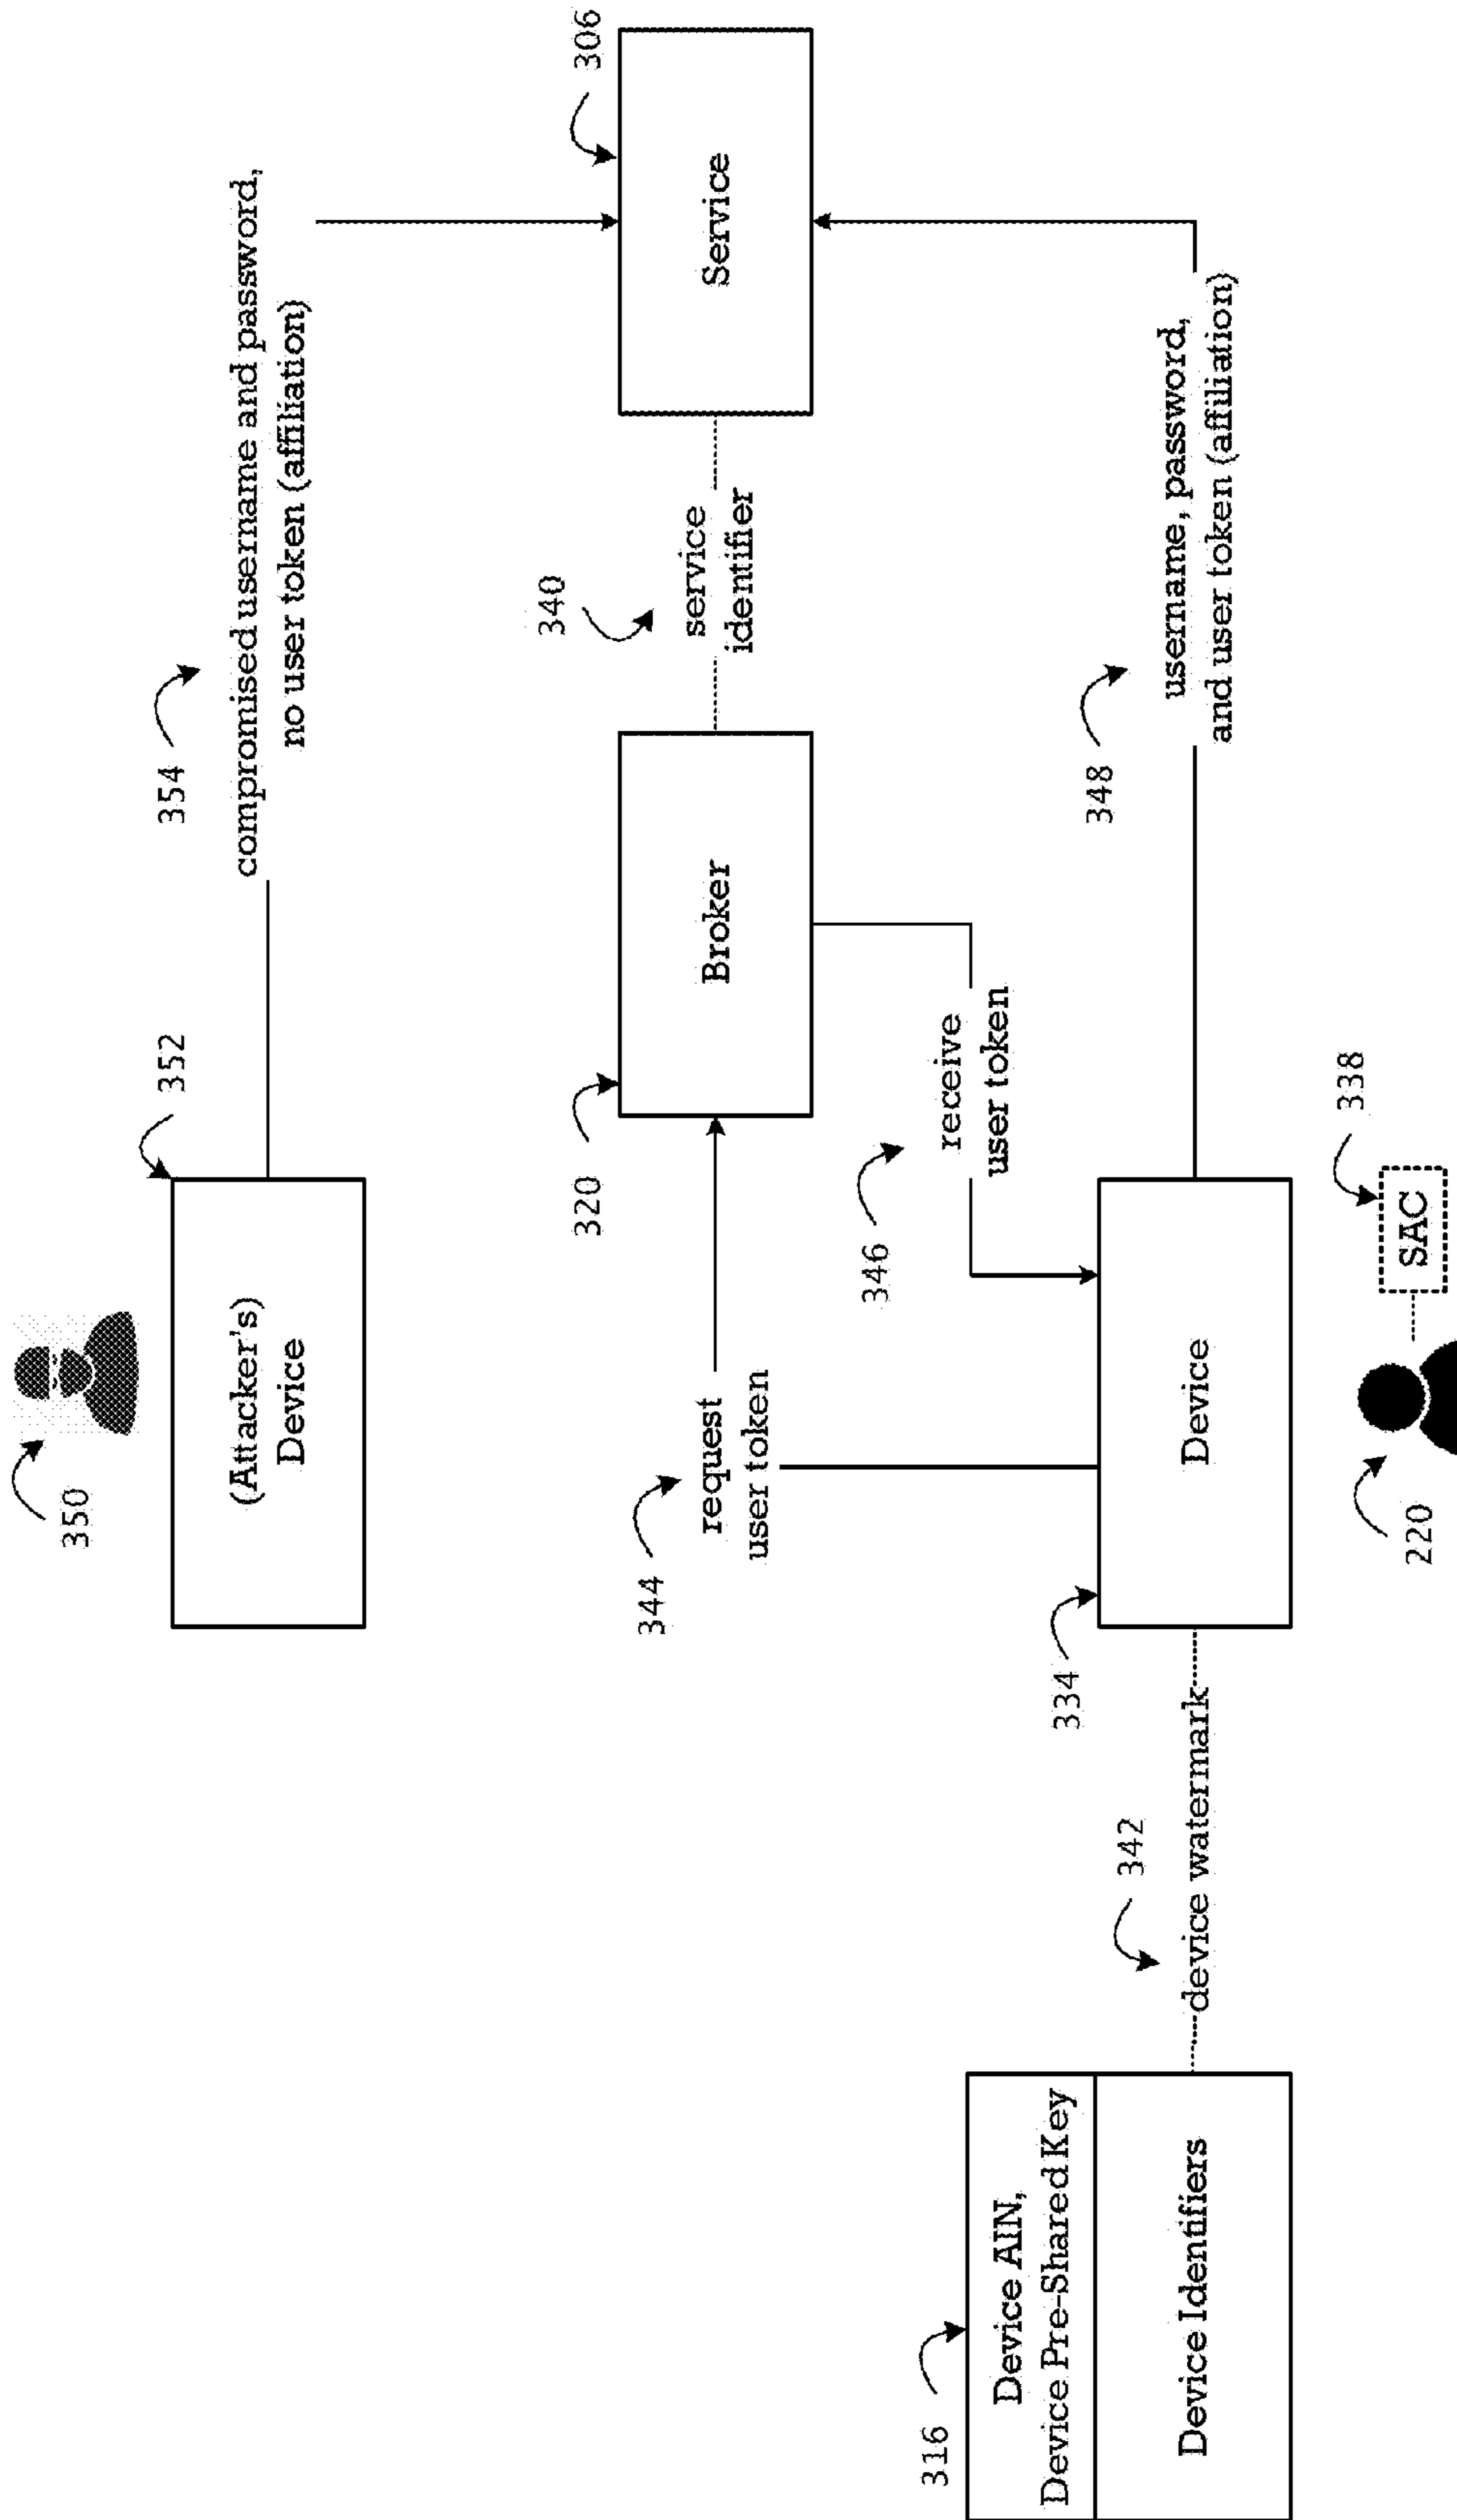 350
352
(Attacker's)
Device
354
compromised username and password,
no user token (affiliation)
344
request
user token
320
Broker
340
service
identifier
306
Service
346
receive
user token
316
Device AIN,
Device Pre-Shared Key
Device Identifiers
342
device watermark
334
Device
348
username, password,
and user token (affiliation)
220
338
SAC